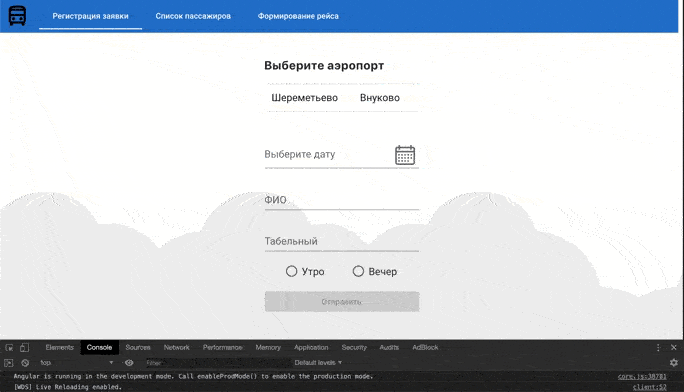 Регистрация заявки Список пассажиров Формирование рейса
Выберите аэропорт
Шереметьево Внуково
Выберите дату
ФИО
Табельный
Утро Вечер
Отправить
Elements Console Sources Network Performance Memory Application Security Audits AdBlock
top Filter Default levels
Angular is running in the development mode. Call enableProdMode() to enable the production mode. core.js:38781
[WDS] Live Reloading enabled. client:52